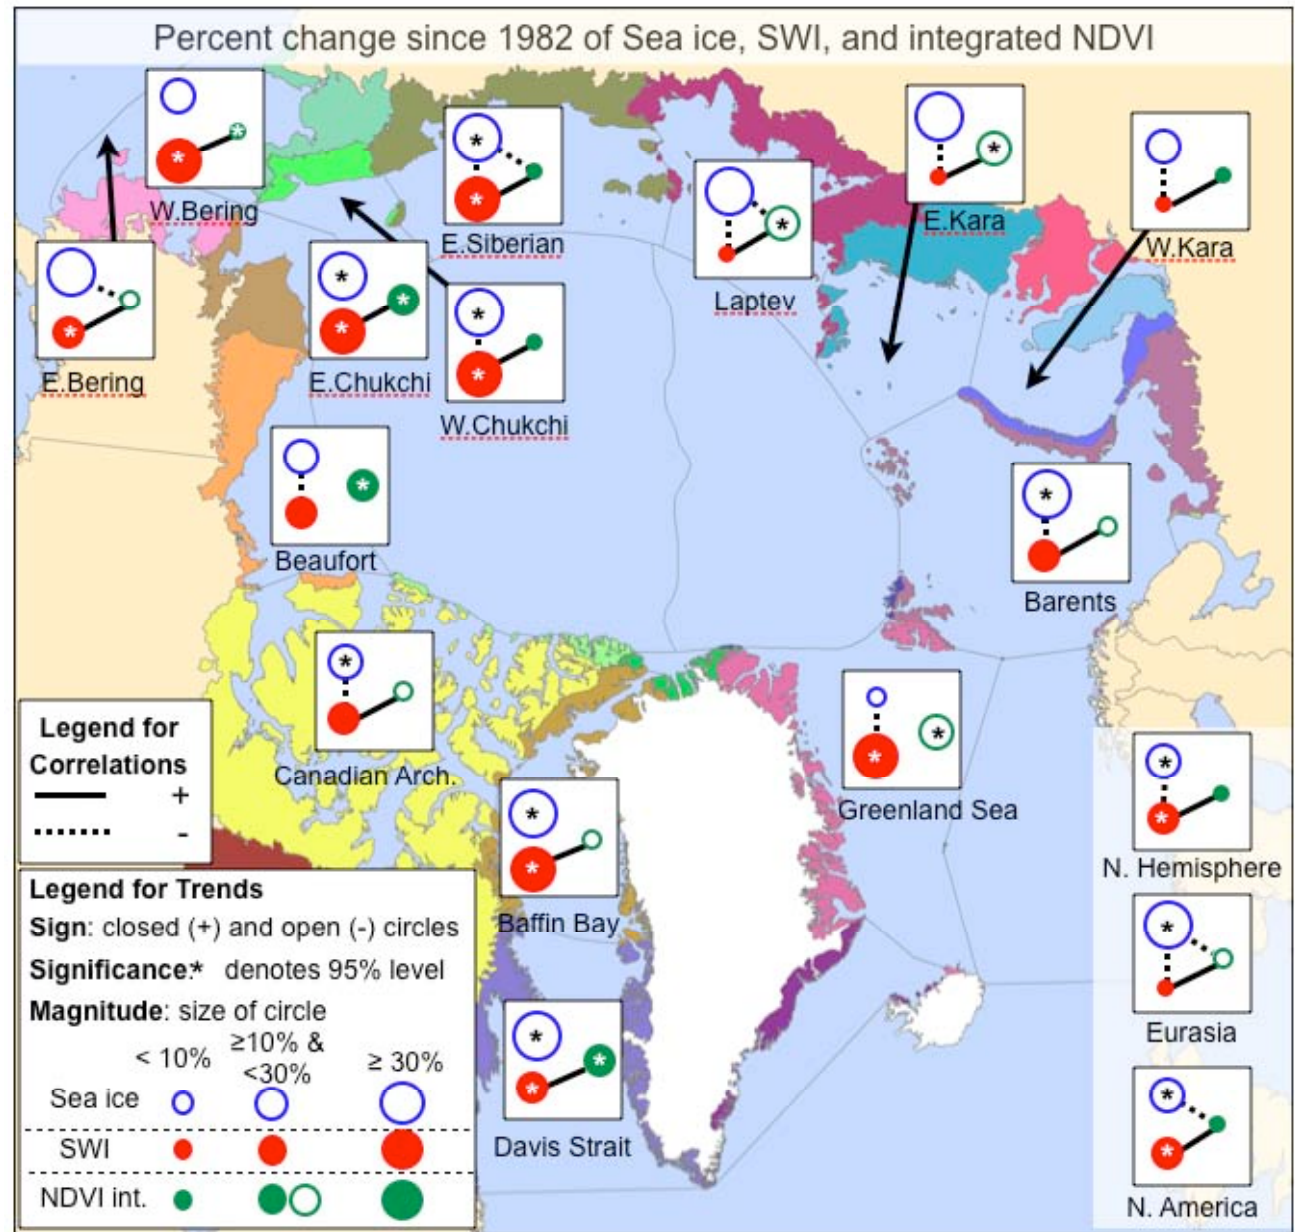 Percent change since 1982 of Sea ice, SWI, and integrated NDVI
W.Bering
E.Siberian
E.Kara
W.Kara
Laptev
E.Bering
E.Chukchi
W.Chukchi
Beaufort
Barents
Canadian Arch.
Greenland Sea
Baffin Bay
Davis Strait
N. Hemisphere
Eurasia
N. America
Legend for
Correlations
+
-
Legend for Trends
Sign: closed (+) and open (-) circles
Significance:* denotes 95% level
Magnitude: size of circle
< 10% ≥10% & <30% ≥ 30%
Sea ice
SWI
NDVI int.